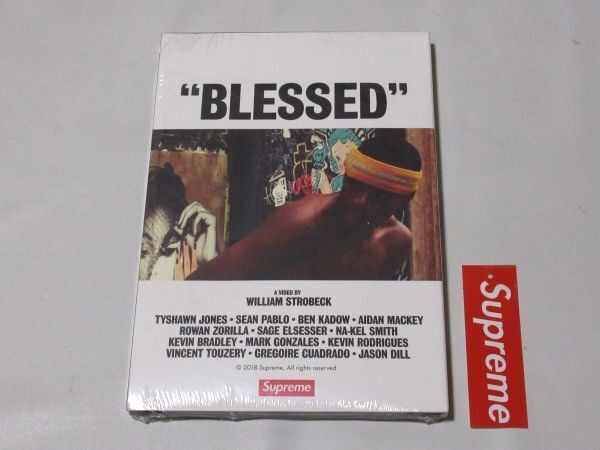 “BLESSED”
A VIDEO BY
WILLIAM STROBECK
TYSHAWN JONES • SEAN PABLO • BEN KADOW • AIDAN MACKEY
ROWAN ZORILLA • SAGE ELSESSER • NA-KEL SMITH
KEVIN BRADLEY • MARK GONZALES • KEVIN RODRIGUES
VINCENT TOUZERY • GREGOIRE CUADRADO • JASON DILL
© 2018 Supreme, All rights reserved
Supreme
Supreme